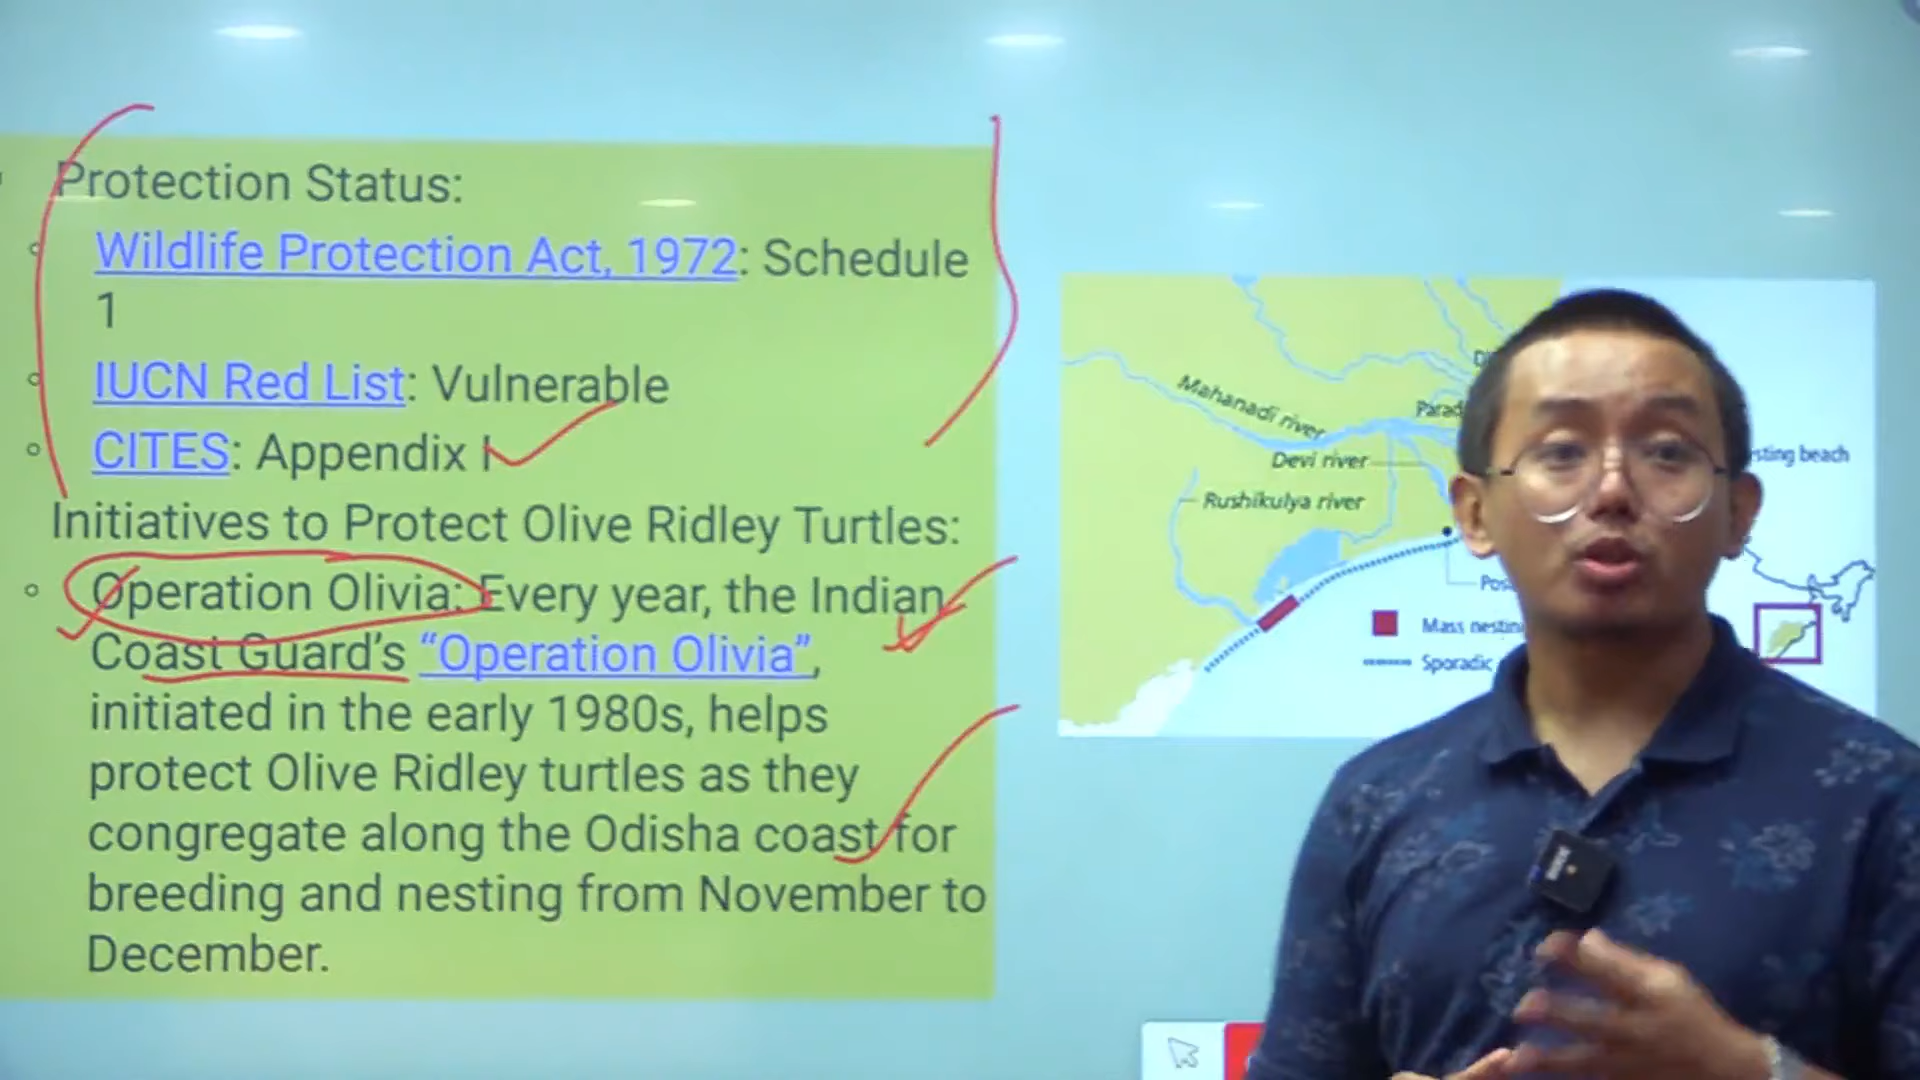 Protection Status:
Wildlife Protection Act, 1972: Schedule
1
IUCN Red List: Vulnerable
CITES: Appendix I
Initiatives to Protect Olive Ridley Turtles:
Operation Olivia: Every year, the Indian
Coast Guard's “Operation Olivia”,
initiated in the early 1980s, helps
protect Olive Ridley turtles as they
congregate along the Odisha coast for
breeding and nesting from November to
December.
Mahanadi river
Devi river
Rushikulya river
beach
Mass
Sporadic